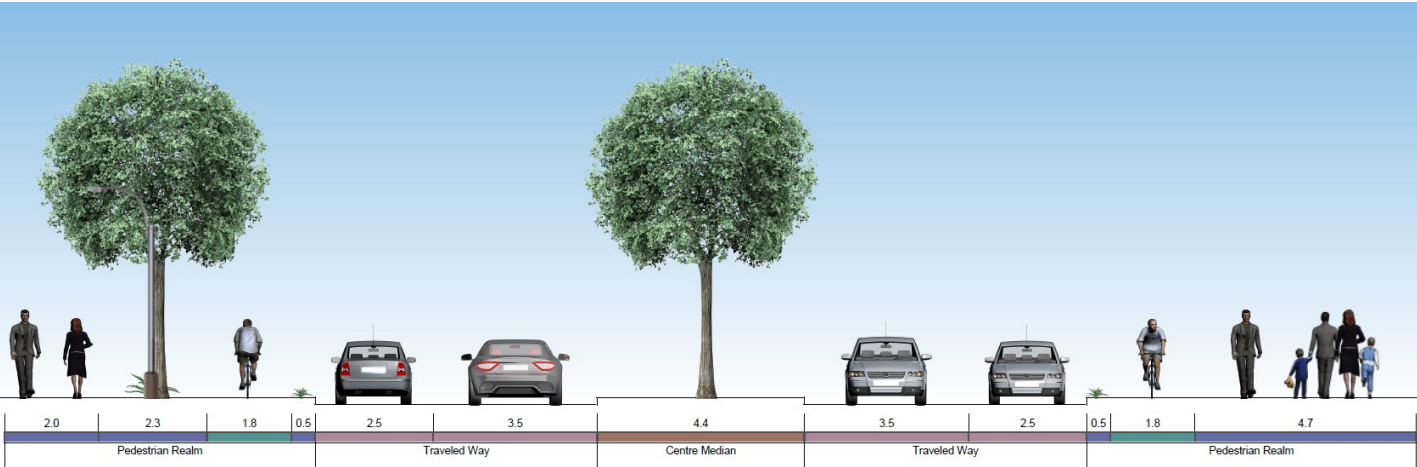 2.0 2.3 1.8 0.5 2.5 3.5 4.4 3.5 2.5 0.5 1.8 4.7
Pedestrian Realm Traveled Way Centre Median Traveled Way Pedestrian Realm